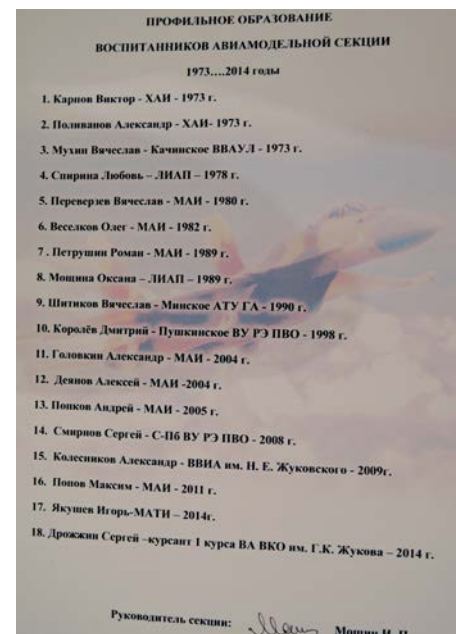 ПРОФИЛЬНОЕ ОБРАЗОВАНИЕ
ВОСПИТАННИКОВ АВИАМОДЕЛЬНОЙ СЕКЦИИ
1973....2014 годы
1. Карпов Виктор - ХАИ - 1973 г.
2. Поливанов Александр - ХАИ- 1973 г.
3. Мухин Вячеслав - Качинское ВВАУЛ - 1973 г.
4. Спирина Любовь – ЛИАП – 1978 г.
5. Переверзев Вячеслав - МАИ - 1980 г.
6. Веселков Олег - МАИ - 1982 г.
7 . Петрушин Роман - МАИ - 1989 г.
8. Мощина Оксана – ЛИАП – 1989 г.
9. Шитиков Вячеслав - Минское АТУ ГА - 1990 г.
10. Королёв Дмитрий - Пушкинское ВУ РЭ ПВО - 1998 г.
11. Головкин Александр - МАИ - 2004 г.
12. Деянов Алексей - МАИ -2004 г.
13. Попков Андрей - МАИ - 2005 г.
14. Смирнов Сергей - С-Пб ВУ РЭ ПВО - 2008 г.
15. Колесников Александр - ВВИА им. Н. Е. Жуковского - 2009г.
16. Попов Максим - МАИ - 2011 г.
17. Якушев Игорь-МАТИ – 2014г.
18. Дрожжин Сергей –курсант 1 курса ВА ВКО им. Г.К. Жукова – 2014 г.
Руководитель секции: Мощин И.